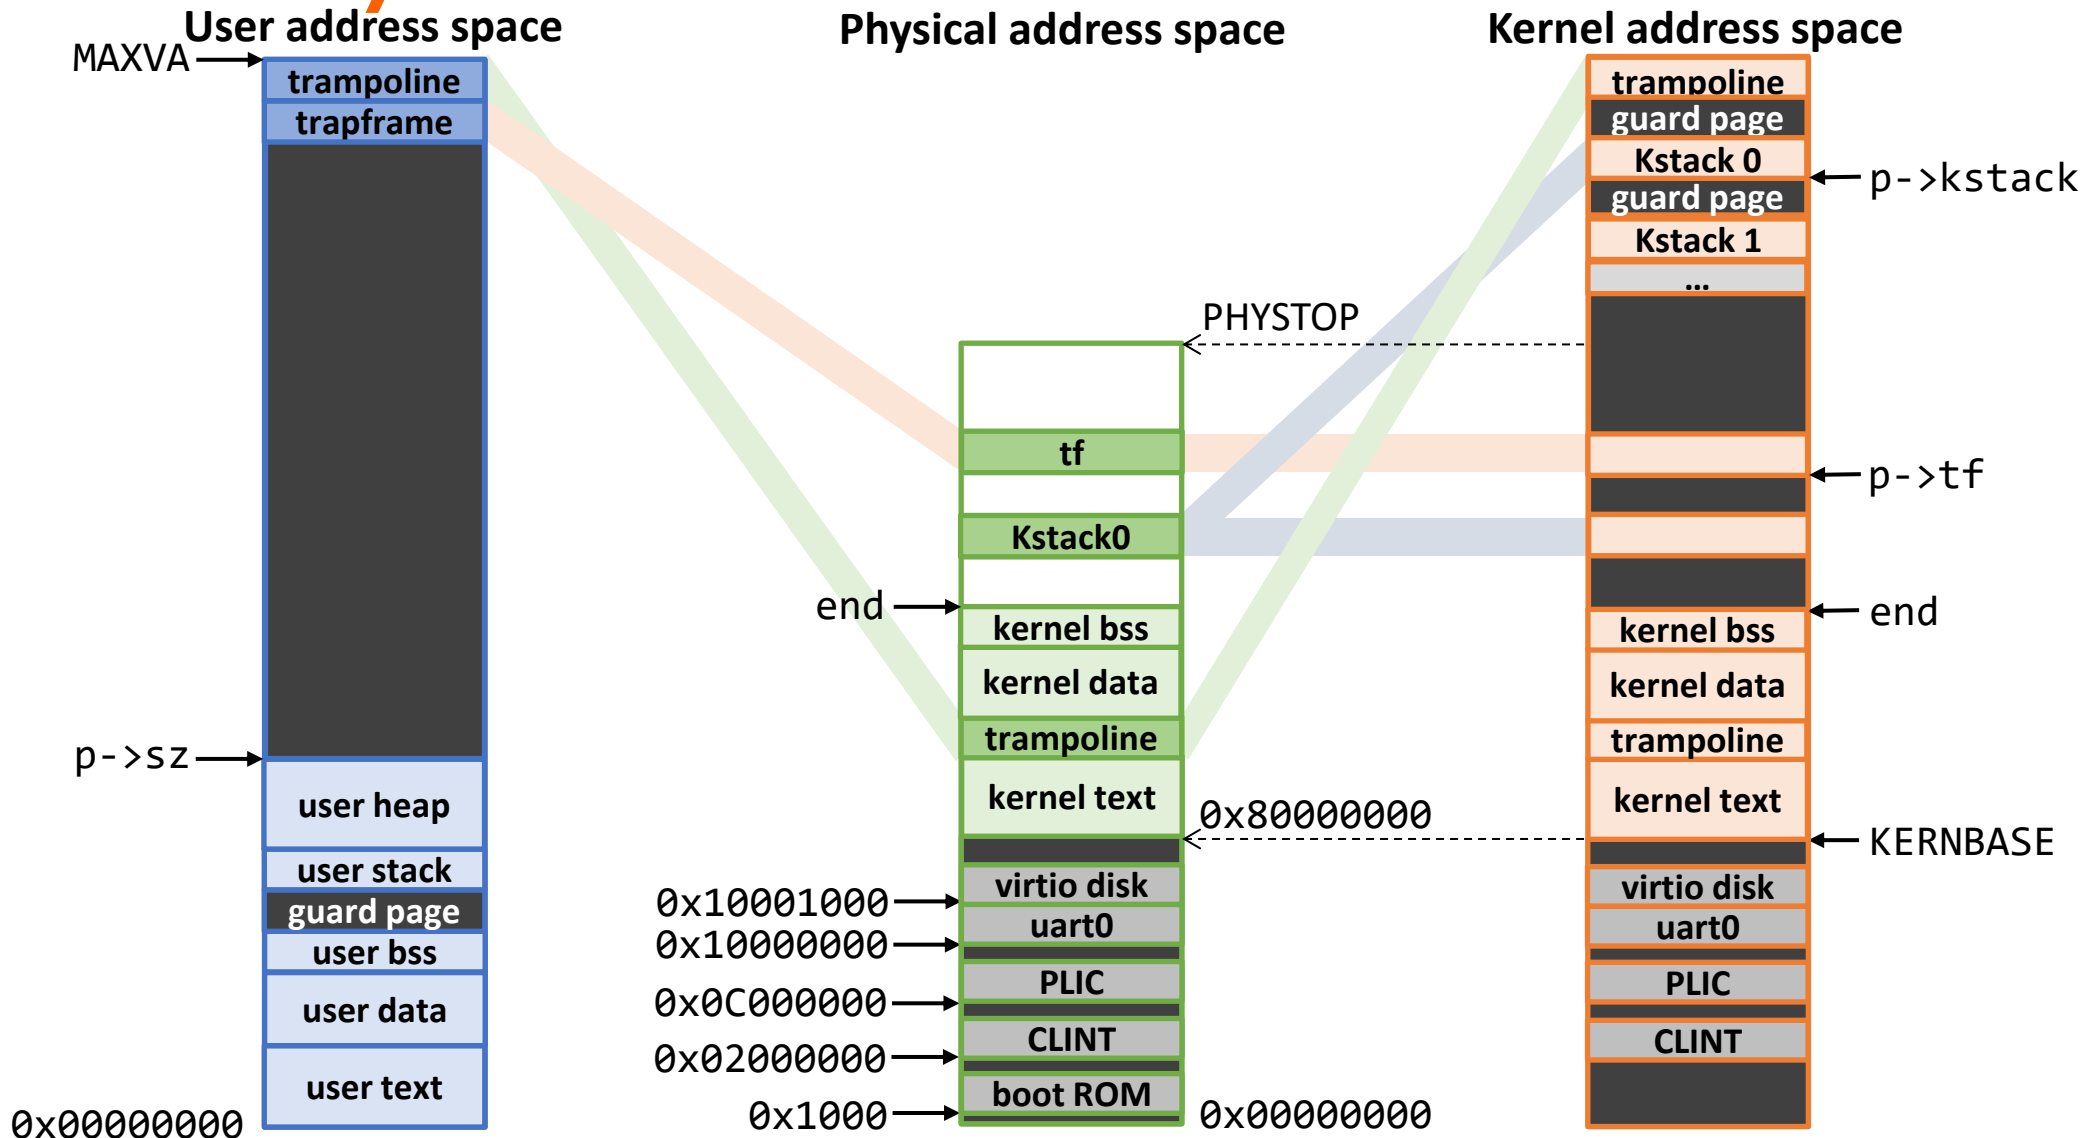 User address space
MAXVA
trampoline
trapframe
p->sz
user heap
user stack
guard page
user bss
user data
user text
0x00000000
Physical address space
PHYSTOP
tf
Kstack0
end
kernel bss
kernel data
trampoline
kernel text
0x80000000
virtio disk
0x10001000
uart0
0x10000000
PLIC
0x0C000000
CLINT
0x02000000
boot ROM
0x1000
0x00000000
Kernel address space
trampoline
guard page
Kstack 0
p->kstack
guard page
Kstack 1
...
p->tf
end
kernel bss
kernel data
trampoline
kernel text
KERNBASE
virtio disk
uart0
PLIC
CLINT